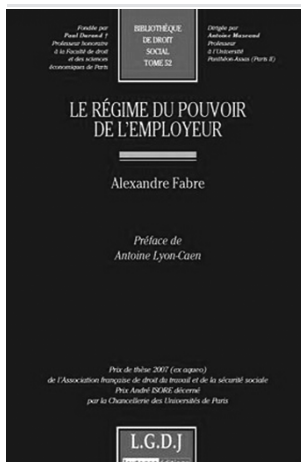 Fondée par
Paul Durand †
Professeur honoraire
à la Faculté de droit
et des sciences
économiques de Paris
BIBLIOTHÈQUE
DE DROIT
SOCIAL
TOME 52
Dirigée par
Antoine Mazeaud
Professeur
à l'Université
Panthéon-Assas (Paris II)
LE RÉGIME DU POUVOIR
DE L'EMPLOYEUR
Alexandre Fabre
Préface de
Antoine Lyon-Caen
Prix de thèse 2007 (ex aqueo)
de l'Association française de droit du travail et de la sécurité sociale
Prix André ISORE décerné
par la Chancellerie des Universités de Paris
L.G.D.J